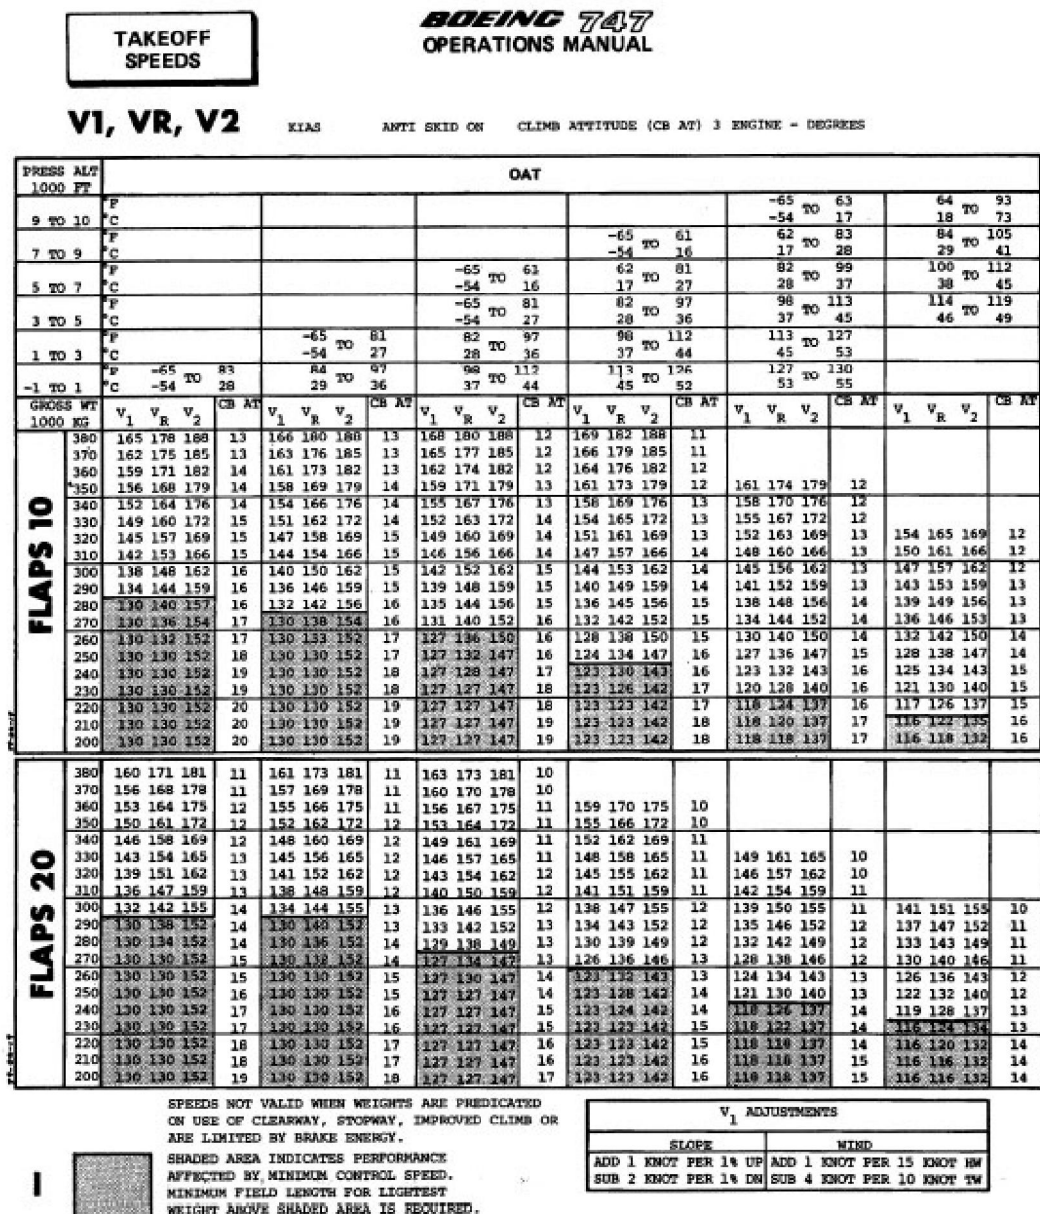 BOEING 747
OPERATIONS MANUAL
TAKEOFF
SPEEDS
V1, VR, V2 KIAS ANTI SKID ON CLIMB ATTITUDE (CB AT) 3 ENGINE - DEGREES
PRESS ALT OAT
1000 FT
°F -65 TO 63 64 TO 93
9 TO 10 °C -54 17 18 73
°F -65 TO 61 62 TO 83 84 TO 105
7 TO 9 °C -54 16 17 28 29 41
°F -65 TO 61 62 TO 81 82 TO 99 100 TO 112
5 TO 7 °C -54 16 17 27 28 37 38 45
°F -65 TO 81 82 TO 97 98 TO 113 114 TO 119
3 TO 5 °C -54 27 28 36 37 45 46 49
°F -65 TO 81 82 TO 97 98 TO 112 113 TO 127
1 TO 3 °C -54 27 28 36 37 44 45 53
°F -65 TO 83 84 TO 97 98 TO 112 113 TO 126 127 TO 130
-1 TO 1 °C -54 28 29 36 37 44 45 52 53 55
GROSS WT V1 VR V2 CB AT V1 VR V2 CB AT V1 VR V2 CB AT V1 VR V2 CB AT V1 VR V2 CB AT V1 VR V2 CB AT
1000 KG
FLAPS 10
380 165 178 188 13 166 180 188 13 168 180 188 12 169 182 188 11
370 162 175 185 13 163 176 185 13 165 177 185 12 166 179 185 11
360 159 171 182 14 161 173 182 13 162 174 182 12 164 176 182 12
350 156 168 179 14 158 169 179 14 159 171 179 13 161 173 179 12 161 174 179 12
340 152 164 176 14 154 166 176 14 155 167 176 13 158 169 176 13 158 170 176 12
330 149 160 172 15 151 162 172 14 152 163 172 14 154 165 172 13 155 167 172 12
320 145 157 169 15 147 158 169 15 149 160 169 14 151 161 169 13 152 163 169 13 154 165 169 12
310 142 153 166 15 144 154 166 15 146 156 166 14 147 157 166 14 148 160 166 13 150 161 166 12
300 138 148 162 16 140 150 162 15 142 152 162 15 144 153 162 14 145 156 162 13 147 157 162 12
290 134 144 159 16 136 146 159 15 139 148 159 15 140 149 159 14 141 152 159 13 143 153 159 13
280 130 140 157 16 132 142 156 16 135 144 156 15 136 145 156 15 138 148 156 14 139 149 156 13
270 130 136 154 17 130 138 154 16 131 140 152 16 132 142 152 15 134 144 152 14 136 146 153 13
260 130 132 152 17 130 133 152 17 127 136 150 16 128 138 150 15 130 140 150 14 132 142 150 14
250 130 130 152 18 130 130 152 17 127 132 147 16 124 134 147 16 127 136 147 15 128 138 147 14
240 130 130 152 19 130 130 152 18 127 128 147 17 123 130 143 16 123 132 143 16 125 134 143 15
230 130 130 152 19 130 130 152 18 127 127 147 18 123 126 142 17 120 128 140 16 121 130 140 15
220 130 130 152 20 130 130 152 19 127 127 147 18 123 123 142 17 118 124 137 16 117 126 137 15
210 130 130 152 20 130 130 152 19 127 127 147 19 123 123 142 18 118 120 137 17 116 122 135 16
200 130 130 152 20 130 130 152 19 127 127 147 19 123 123 142 18 118 118 137 17 116 118 132 16
FLAPS 20
380 160 171 181 11 161 173 181 11 163 173 181 10
370 156 168 178 11 157 169 178 11 160 170 178 10
360 153 164 175 12 155 166 175 11 156 167 175 11 159 170 175 10
350 150 161 172 12 152 162 172 12 153 164 172 11 155 166 172 10
340 146 158 169 12 148 160 169 12 149 161 169 11 152 162 169 11
330 143 154 165 13 145 156 165 12 146 157 165 11 148 158 165 11 149 161 165 10
320 139 151 162 13 141 152 162 12 143 154 162 12 145 155 162 11 146 157 162 10
310 136 147 159 13 138 148 159 12 140 150 159 12 141 151 159 11 142 154 159 11
300 132 142 155 14 134 144 155 13 136 146 155 12 138 147 155 12 139 150 155 11 141 151 155 10
290 130 138 152 14 130 140 152 13 133 142 152 13 134 143 152 12 135 146 152 12 137 147 152 11
280 130 134 152 14 130 136 152 14 129 138 149 13 130 139 149 12 132 142 149 12 133 143 149 11
270 130 130 152 15 130 132 152 14 127 134 147 13 126 136 146 13 128 138 146 12 130 140 146 11
260 130 130 152 15 130 130 152 15 127 130 147 14 123 132 143 13 124 134 143 13 126 136 143 12
250 130 130 152 16 130 130 152 15 127 127 147 14 123 128 142 14 121 130 140 13 122 132 140 12
240 130 130 152 17 130 130 152 16 127 127 147 15 123 124 142 14 118 126 137 14 119 128 137 13
230 130 130 152 17 130 130 152 16 127 127 147 15 123 123 142 15 118 122 137 14 116 124 134 13
220 130 130 152 18 130 130 152 17 127 127 147 16 123 123 142 15 118 118 137 14 116 120 132 14
210 130 130 152 18 130 130 152 17 127 127 147 16 123 123 142 16 118 118 137 15 116 116 132 14
200 130 130 152 19 130 130 152 18 127 127 147 17 123 123 142 16 118 118 137 15 116 116 132 14
SPEEDS NOT VALID WHEN WEIGHTS ARE PREDICATED
ON USE OF CLEARWAY, STOPWAY, IMPROVED CLIMB OR
ARE LIMITED BY BRAKE ENERGY.
SHADED AREA INDICATES PERFORMANCE
AFFECTED BY MINIMUM CONTROL SPEED.
MINIMUM FIELD LENGTH FOR LIGHTEST
WEIGHT ABOVE SHADED AREA IS REQUIRED.
V1 ADJUSTMENTS
SLOPE WIND
ADD 1 KNOT PER 1% UP ADD 1 KNOT PER 15 KNOT HW
SUB 2 KNOT PER 1% DN SUB 4 KNOT PER 10 KNOT TW